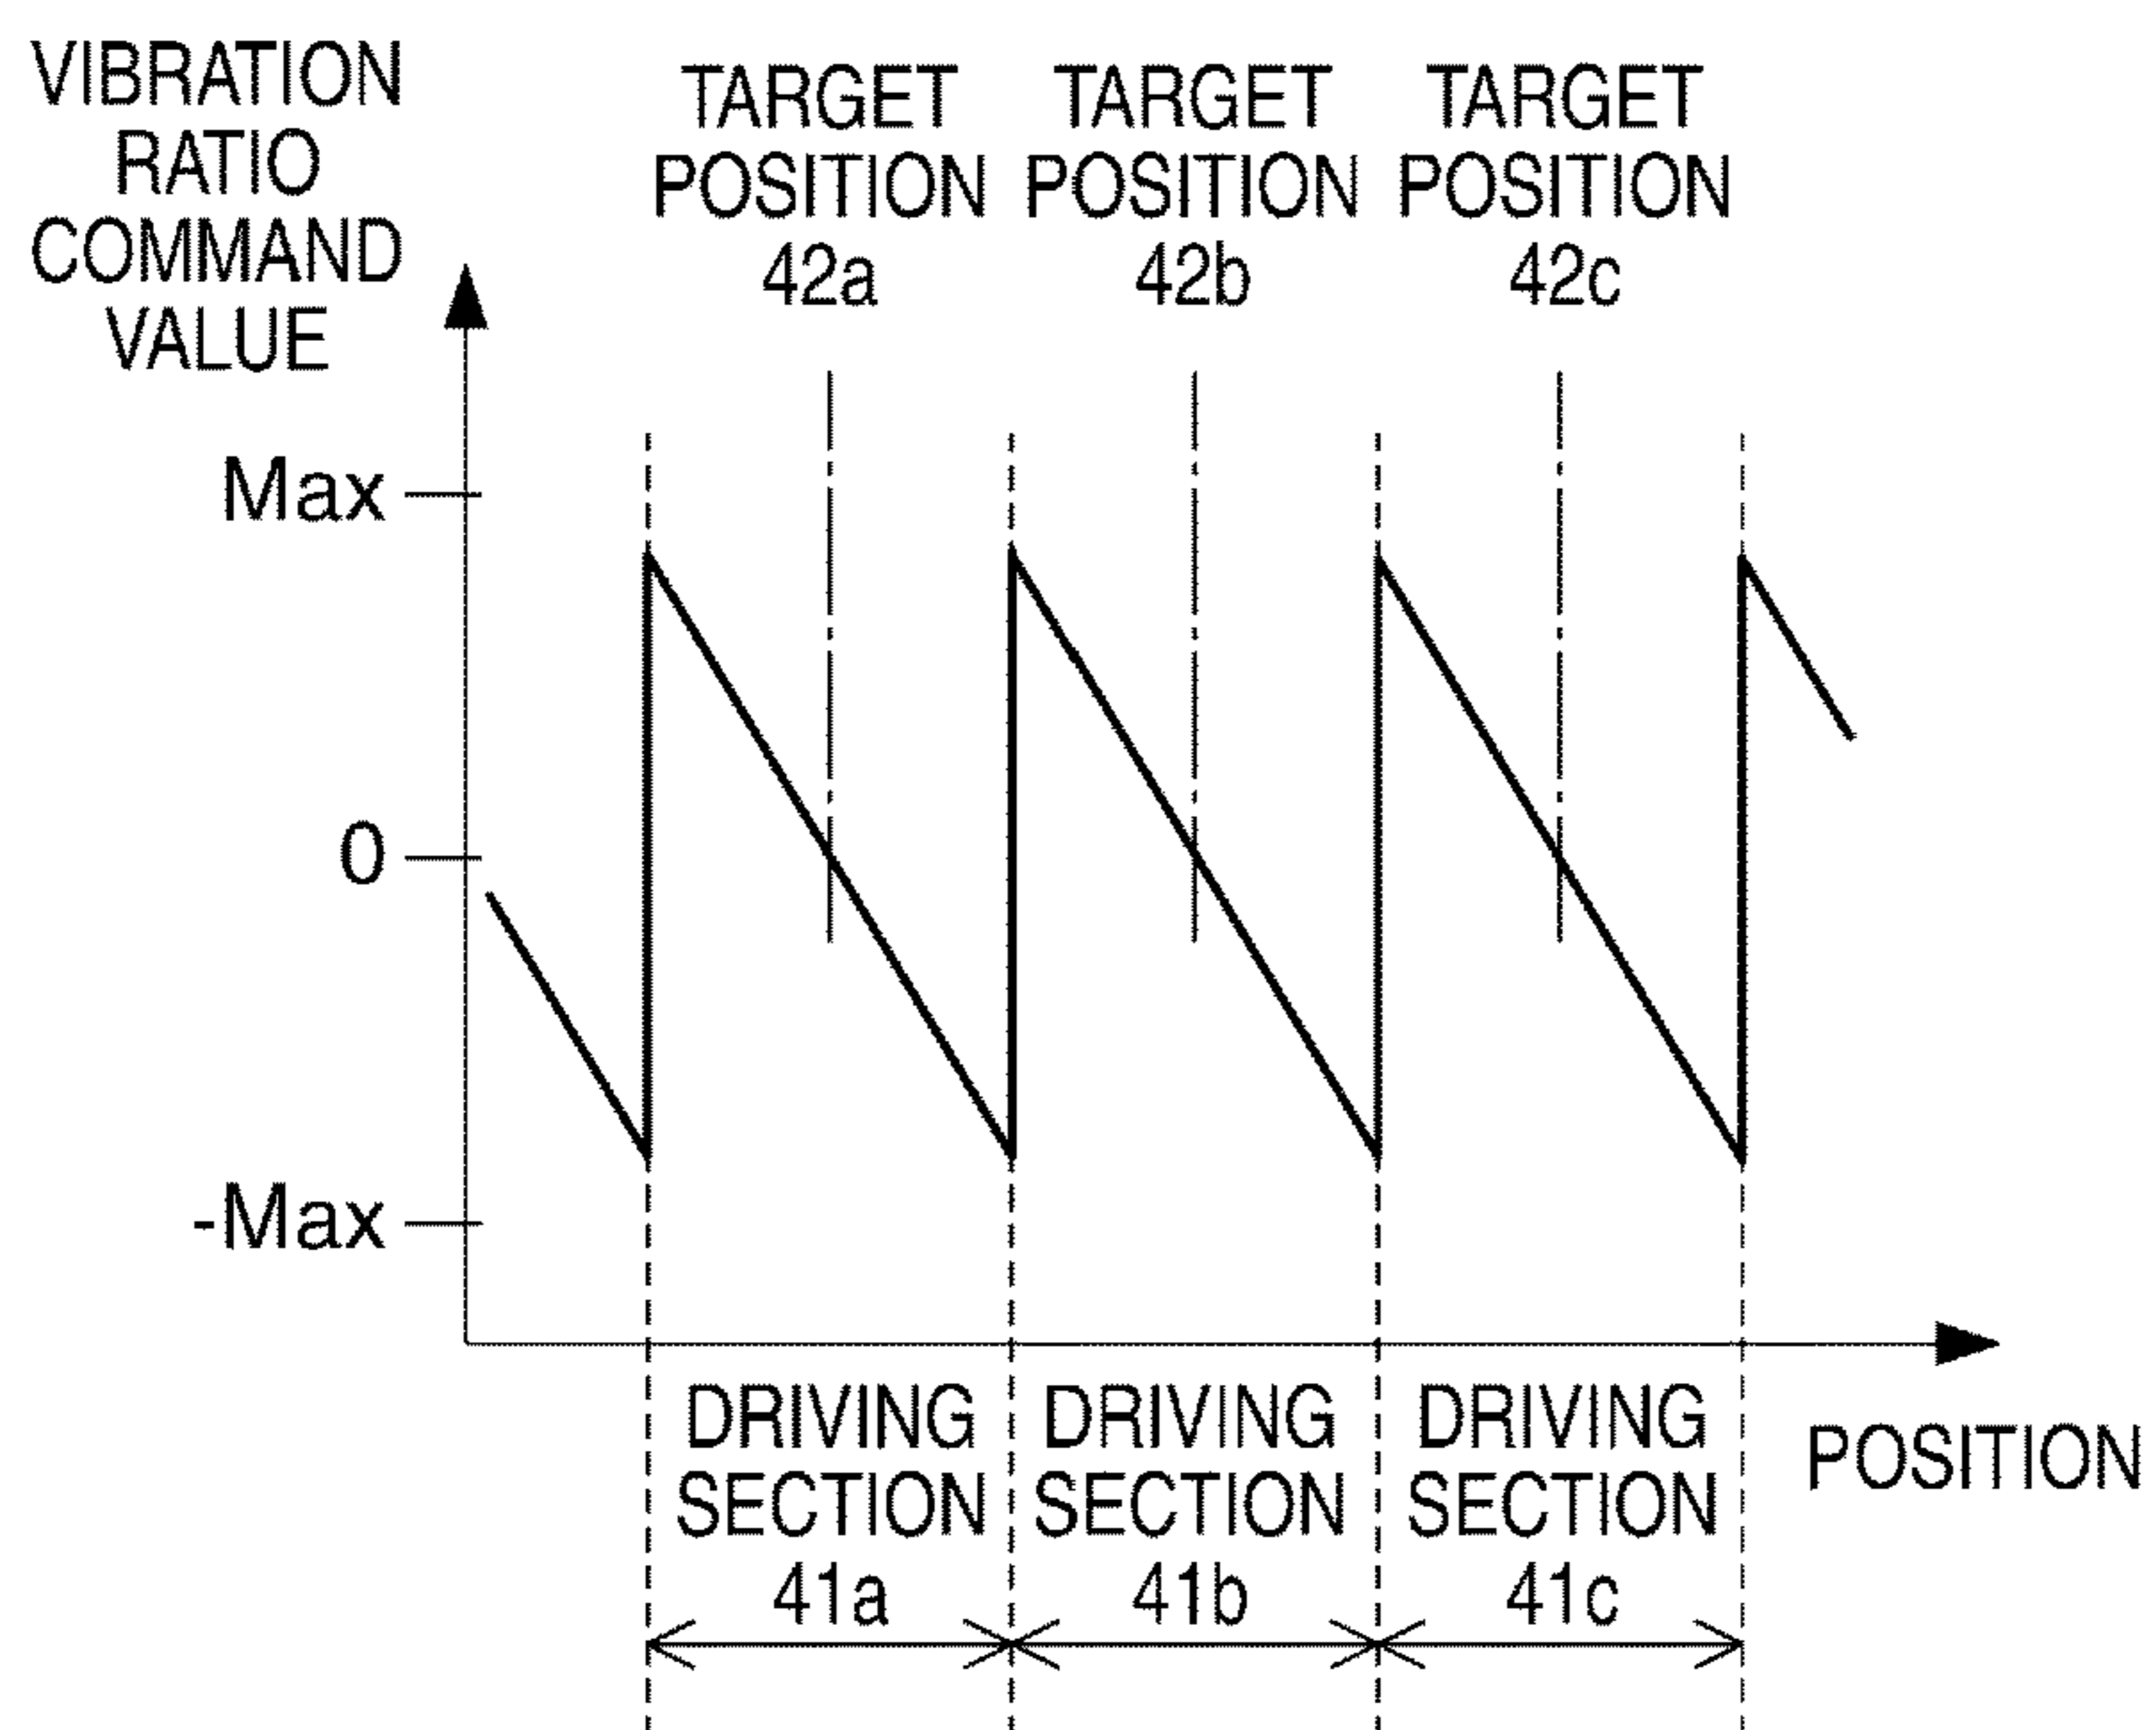 VIBRATION
RATIO
COMMAND
VALUE
TARGET
POSITION
42a
TARGET
POSITION
42b
TARGET
POSITION
42c
Max
0
-Max
DRIVING
SECTION
41a
DRIVING
SECTION
41b
DRIVING
SECTION
41c
POSITION